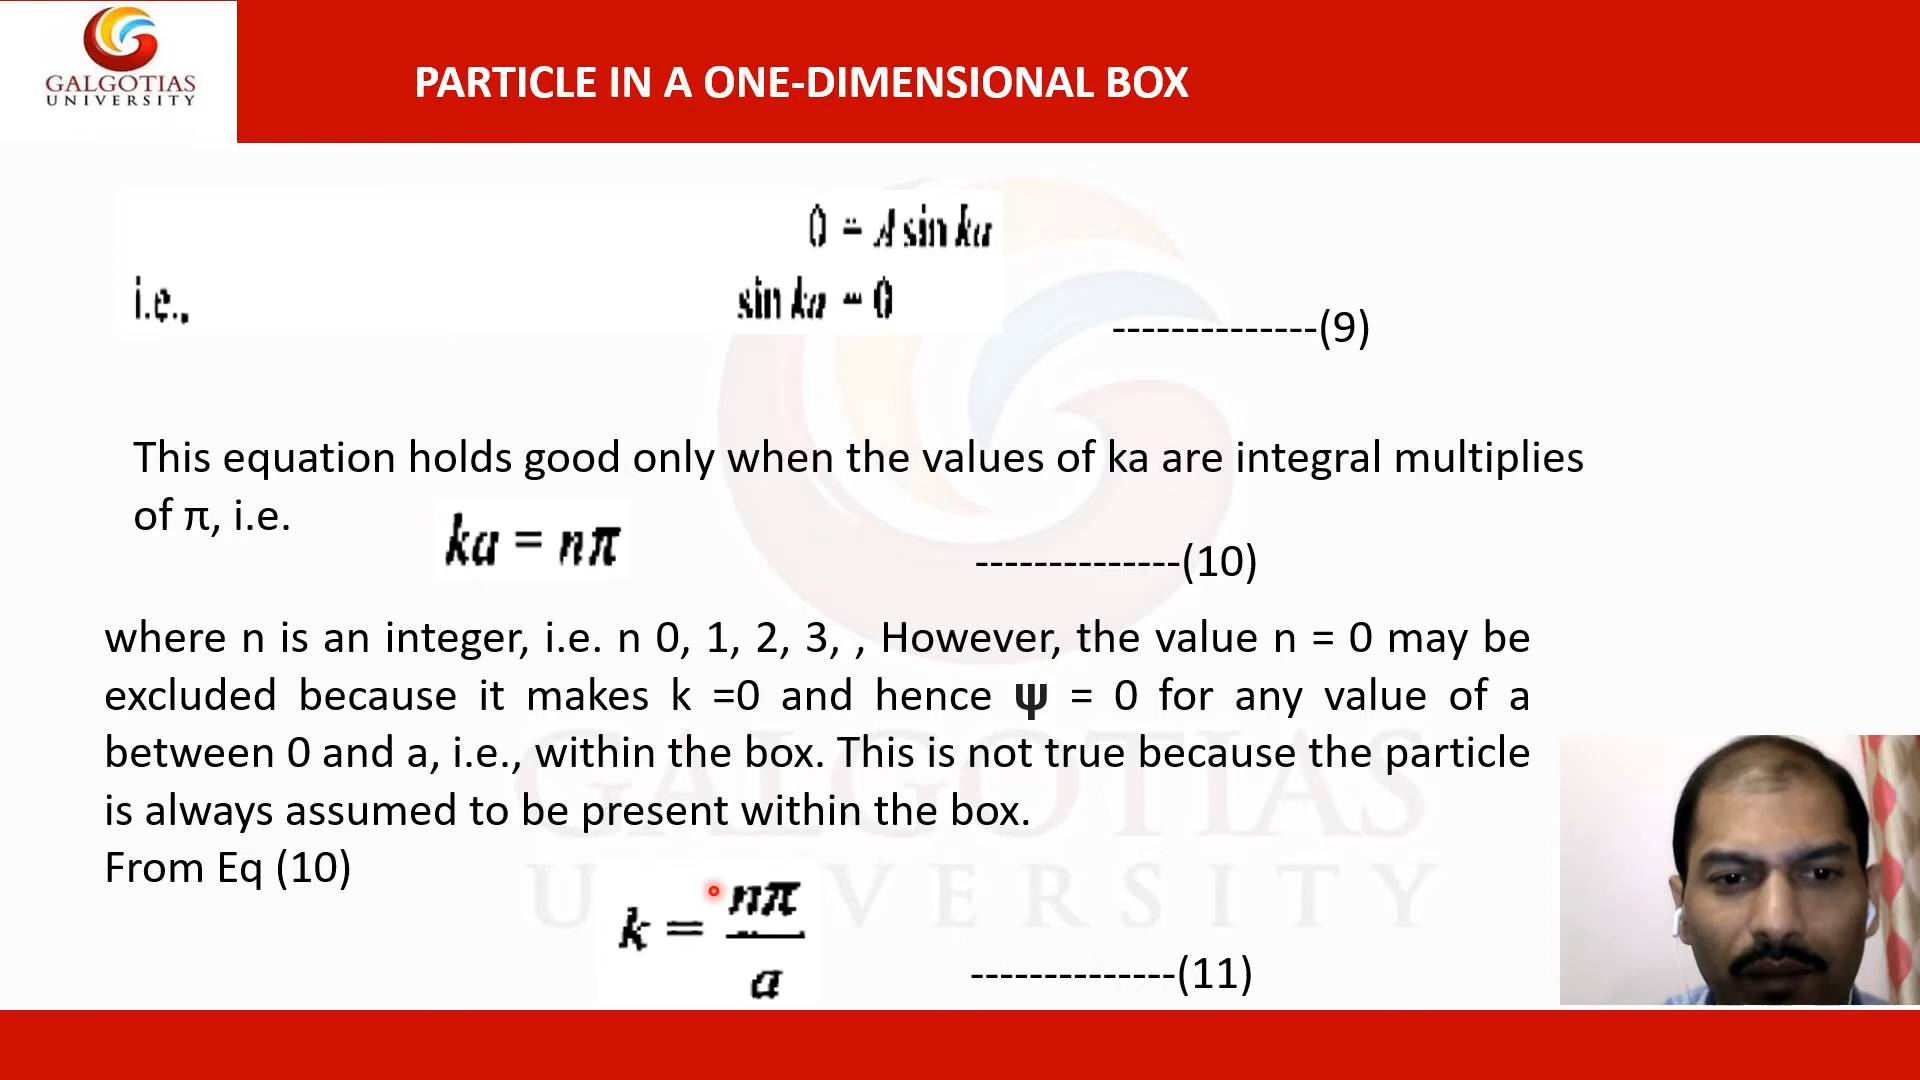 GALGOTIAS
UNIVERSITY
PARTICLE IN A ONE-DIMENSIONAL BOX
0 = A sin ka
i.e., sin ka = 0
--------------(9)
This equation holds good only when the values of ka are integral multiplies
of π, i.e.
ka = nπ
--------------(10)
where n is an integer, i.e. n 0, 1, 2, 3, , However, the value n = 0 may be
excluded because it makes k =0 and hence ψ = 0 for any value of a
between 0 and a, i.e., within the box. This is not true because the particle
is always assumed to be present within the box.
From Eq (10)
k = nπ
a
--------------(11)
GALGOTIAS
UNIVERSITY